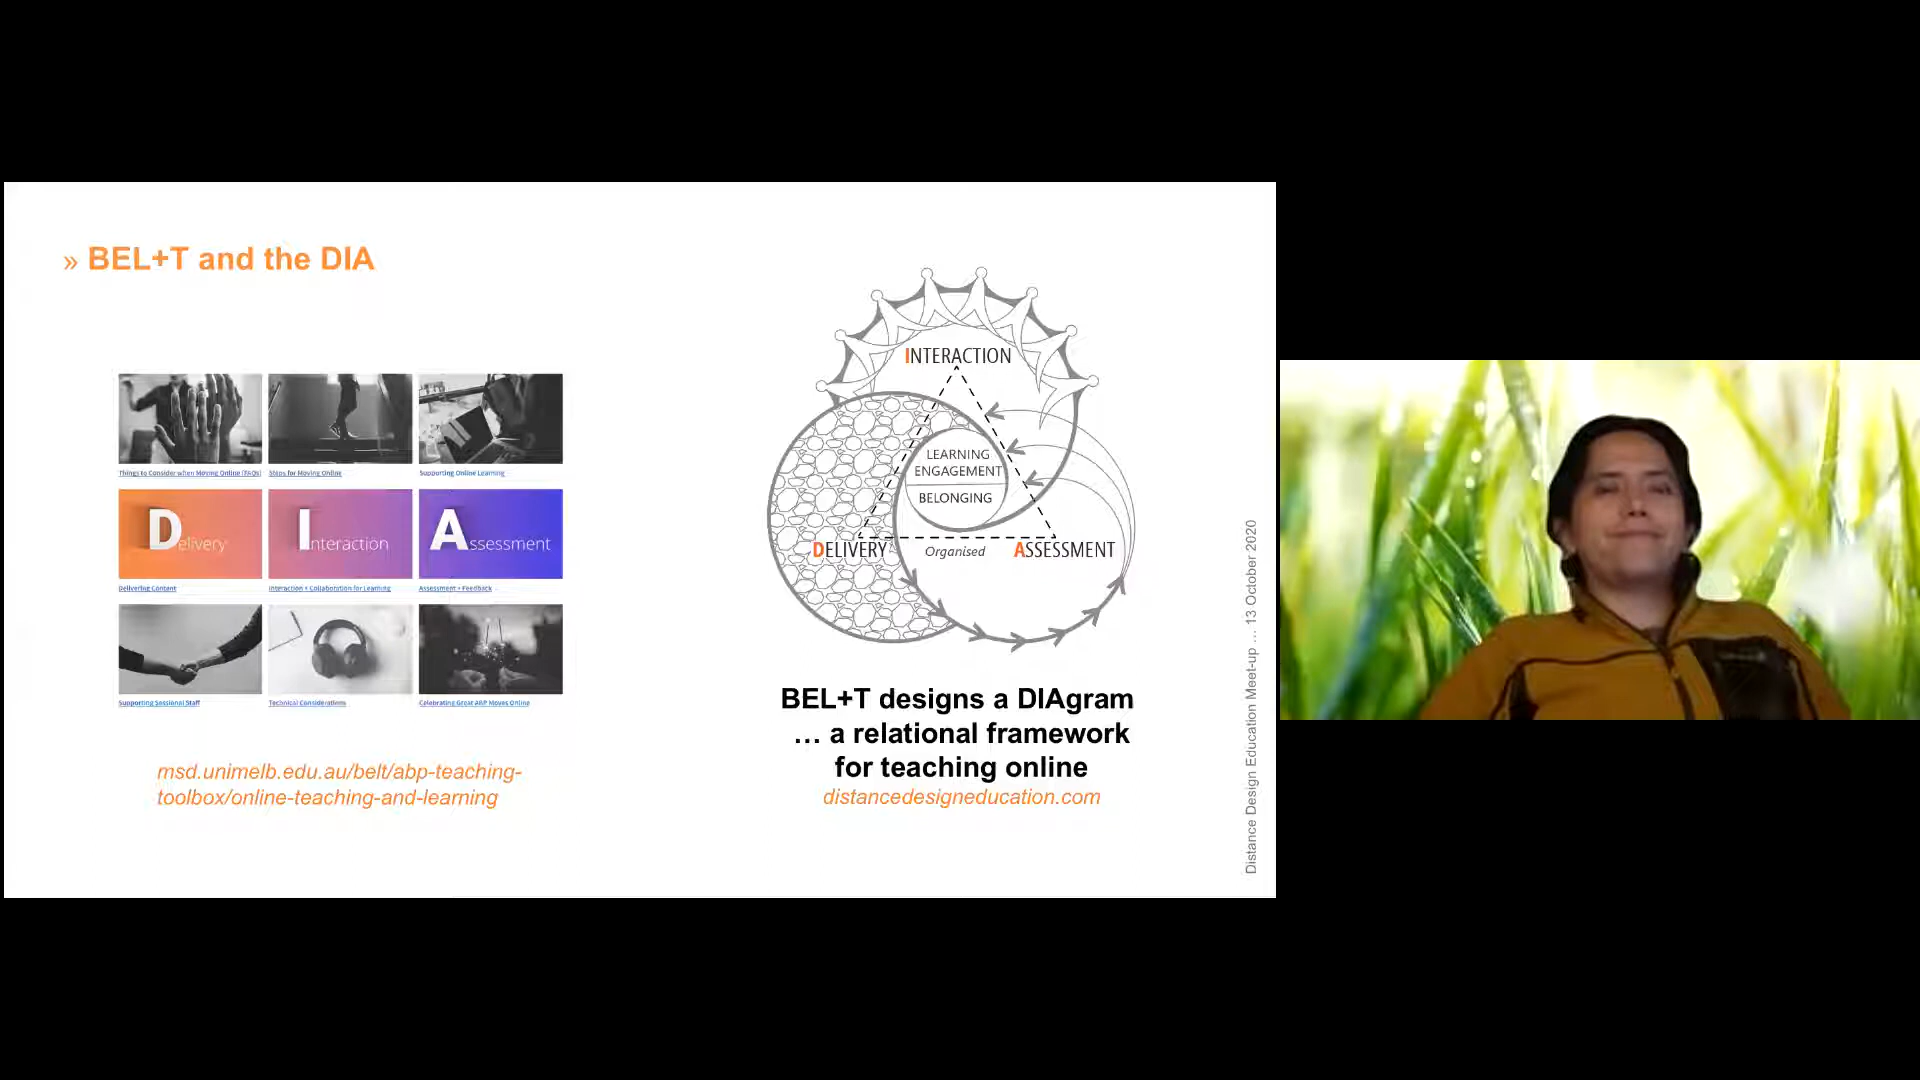 » BEL+T and the DIA
Things to Consider when Moving Online (FAQs)
Steps for Moving Online
Supporting Online Learning
Delivery
Interaction
Assessment
Delivering Content
Interaction + Collaboration for Learning
Assessment + Feedback
Supporting Sessional Staff
Technical Considerations
Celebrating Great ABP Moves Online
msd.unimelb.edu.au/belt/abp-teaching-
toolbox/online-teaching-and-learning
INTERACTION
LEARNING
ENGAGEMENT
BELONGING
DELIVERY
Organised
ASSESSMENT
BEL+T designs a DIAgram
… a relational framework
for teaching online
distancedesigneducation.com
Distance Design Education Meet-up … 13 October 2020